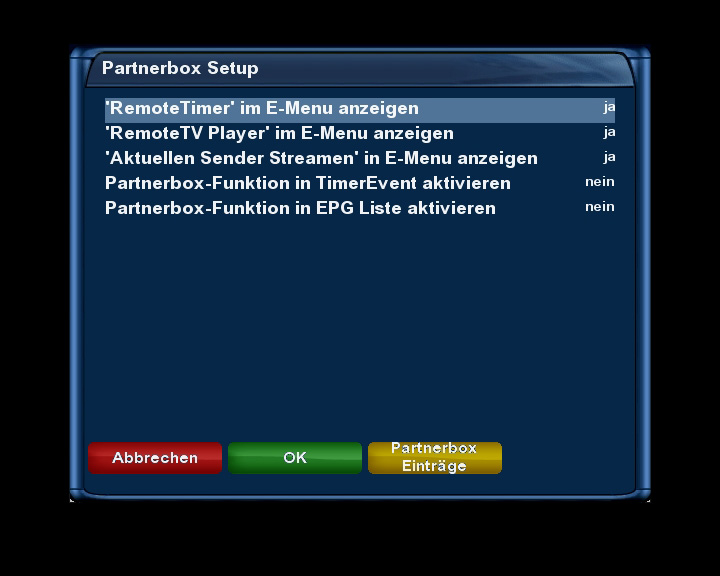 Partnerbox Setup
'RemoteTimer' im E-Menu anzeigen ja
'RemoteTV Player' im E-Menu anzeigen ja
'Aktuellen Sender Streamen' in E-Menu anzeigen ja
Partnerbox-Funktion in TimerEvent aktivieren nein
Partnerbox-Funktion in EPG Liste aktivieren nein
Abbrechen OK Partnerbox
Einträge